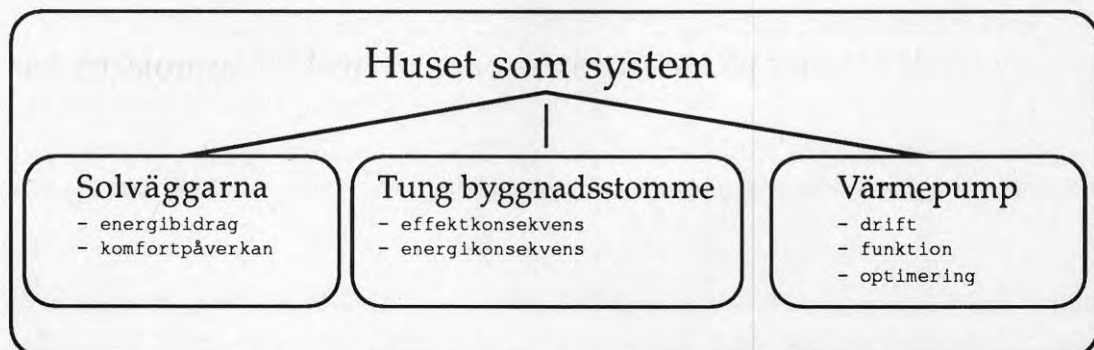 Huset som system
Solväggarna
- energibidrag
- komfortpåverkan
Tung byggnadsstomme
- effektkonsekvens
- energikonsekvens
Värmepump
- drift
- funktion
- optimering